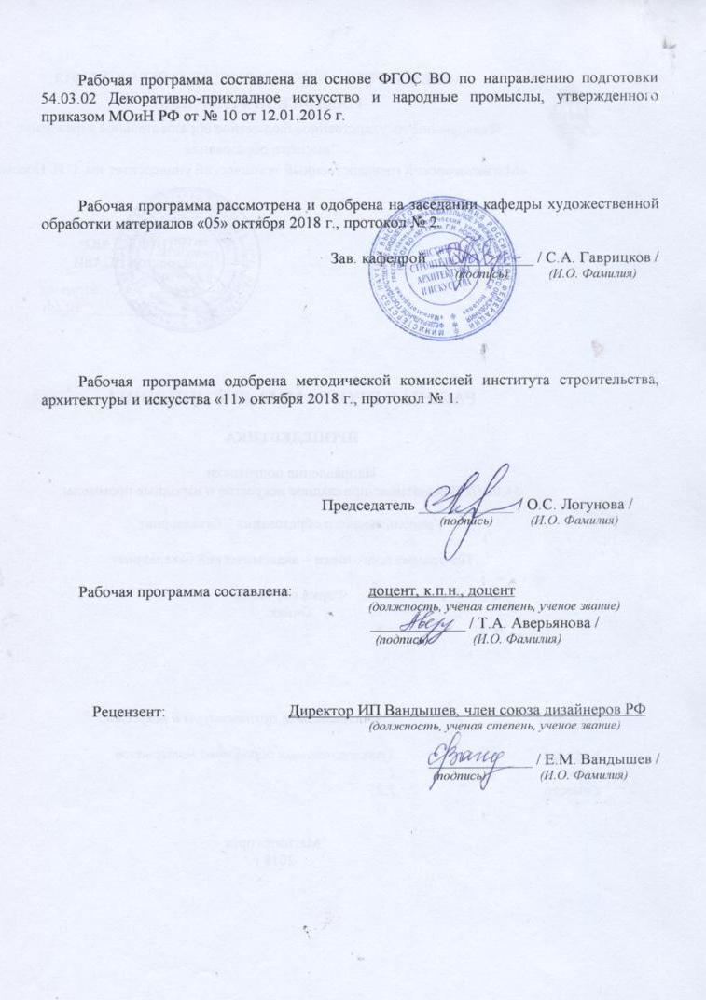 Рабочая программа составлена на основе ФГОС ВО по направлению подготовки
54.03.02 Декоративно-прикладное искусство и народные промыслы, утвержденного
приказом МОиН РФ от № 10 от 12.01.2016 г.
Рабочая программа рассмотрена и одобрена на заседании кафедры художественной
обработки материалов «05» октября 2018 г., протокол № 2.
Зав. кафедрой / С.А. Гаврицков /
(подпись) (И.О. Фамилия)
ИНСТИТУТ
СТРОИТЕЛЬСТВА,
АРХИТЕКТУРЫ
И ИСКУССТВА
Рабочая программа одобрена методической комиссией института строительства,
архитектуры и искусства «11» октября 2018 г., протокол № 1.
Председатель / О.С. Логунова /
(подпись) (И.О. Фамилия)
Рабочая программа составлена: доцент, к.п.н., доцент
(должность, ученая степень, ученое звание)
/ Т.А. Аверьянова /
(подпись) (И.О. Фамилия)
Рецензент: Директор ИП Вандышев, член союза дизайнеров РФ
(должность, ученая степень, ученое звание)
/ Е.М. Вандышев /
(подпись) (И.О. Фамилия)